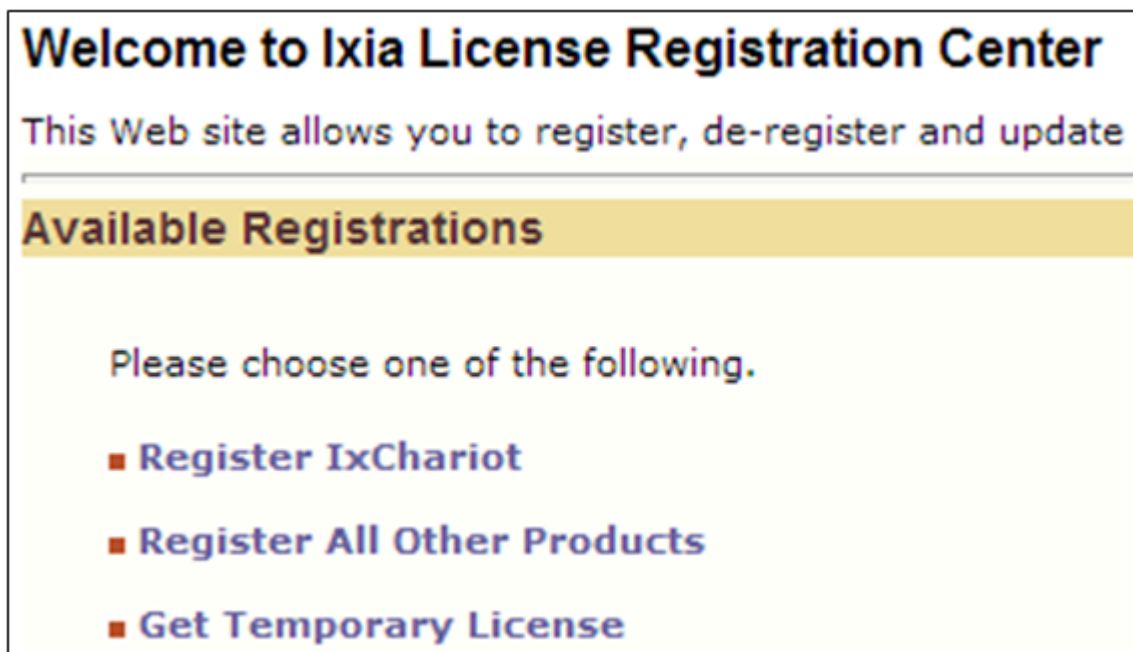 Welcome to Ixia License Registration Center
This Web site allows you to register, de-register and update
Available Registrations
Please choose one of the following.
Register IxChariot
Register All Other Products
Get Temporary License